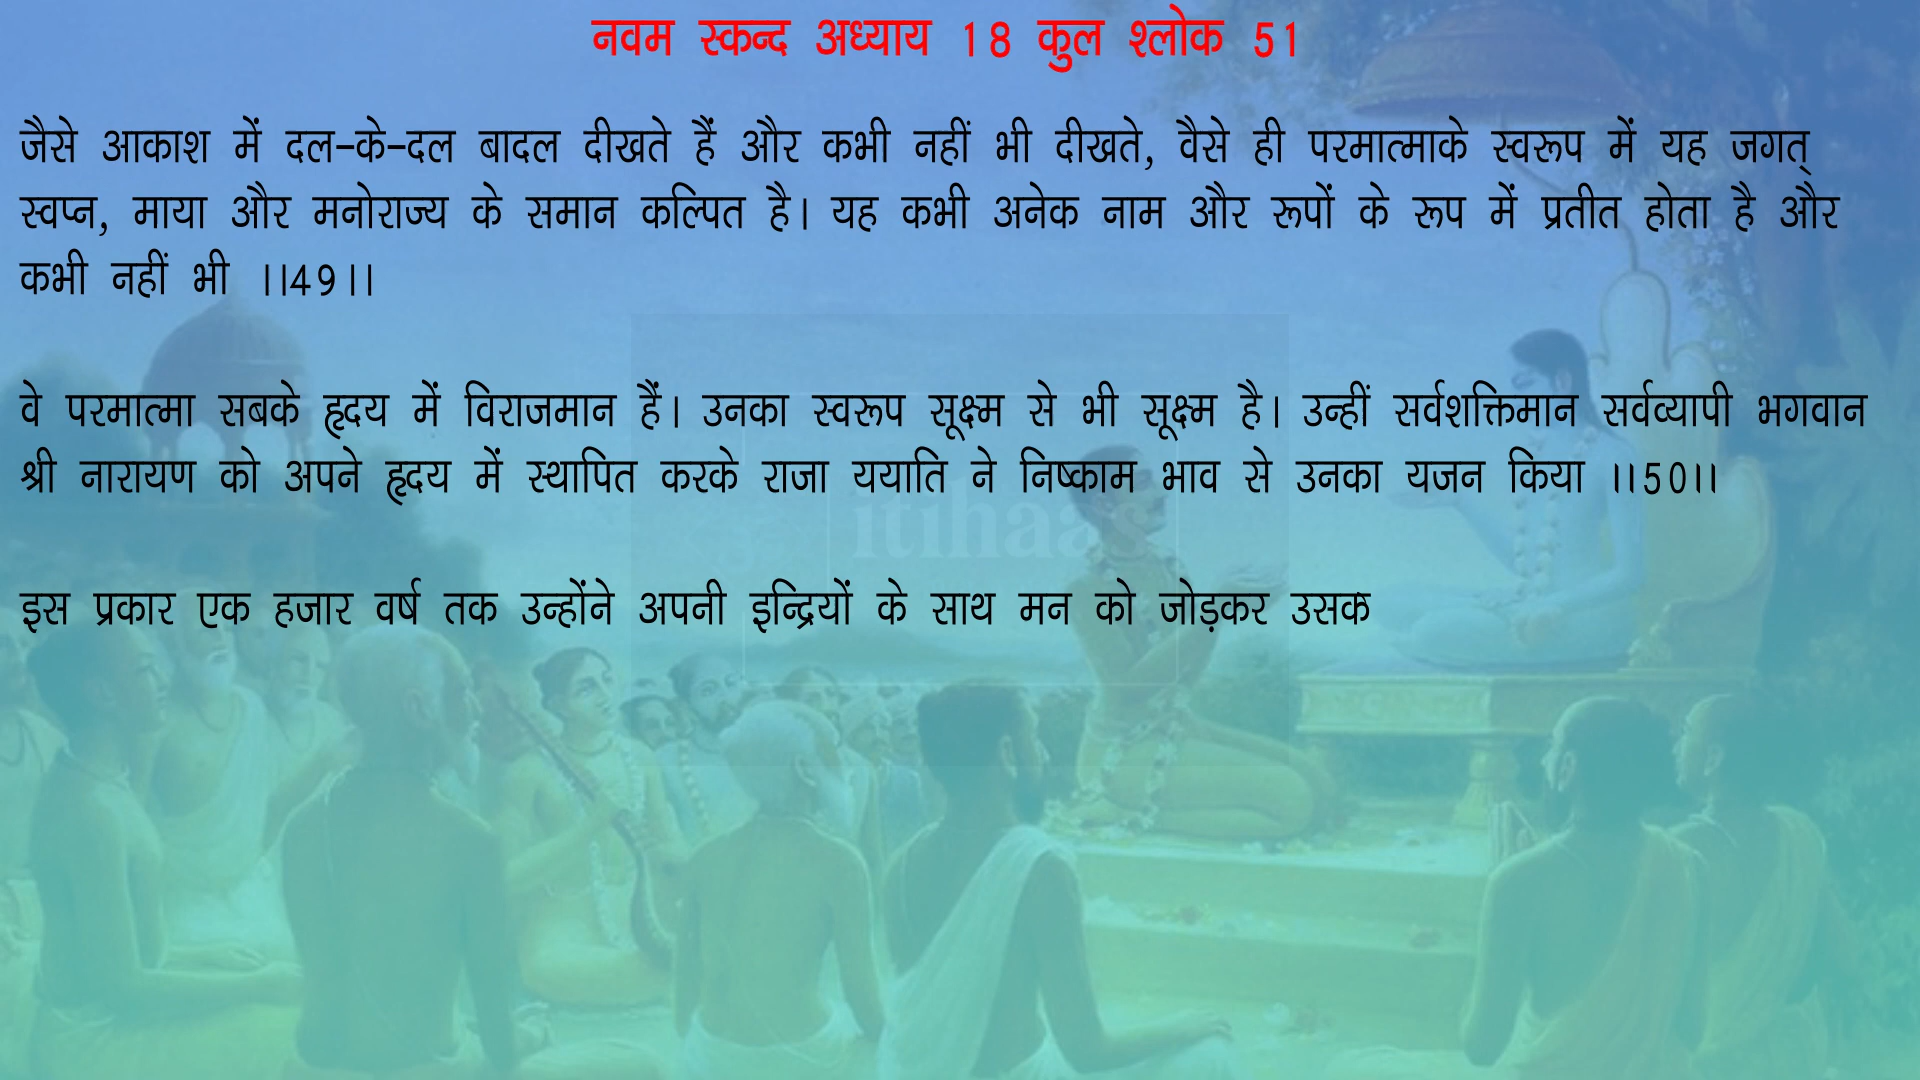 नवम स्कन्द अध्याय 18 कुल श्लोक 51
जैसे आकाश में दल-के-दल बादल दीखते हैं और कभी नहीं भी दीखते, वैसे ही परमात्माके स्वरूप में यह जगत्
स्वप्न, माया और मनोराज्य के समान कल्पित है। यह कभी अनेक नाम और रूपों के रूप में प्रतीत होता है और
कभी नहीं भी ।।49।।
वे परमात्मा सबके हृदय में विराजमान हैं। उनका स्वरूप सूक्ष्म से भी सूक्ष्म है। उन्हीं सर्वशक्तिमान सर्वव्यापी भगवान
श्री नारायण को अपने हृदय में स्थापित करके राजा ययाति ने निष्काम भाव से उनका यजन किया ।।50।।
itihaas
इस प्रकार एक हजार वर्ष तक उन्होंने अपनी इन्द्रियों के साथ मन को जोड़कर उसक